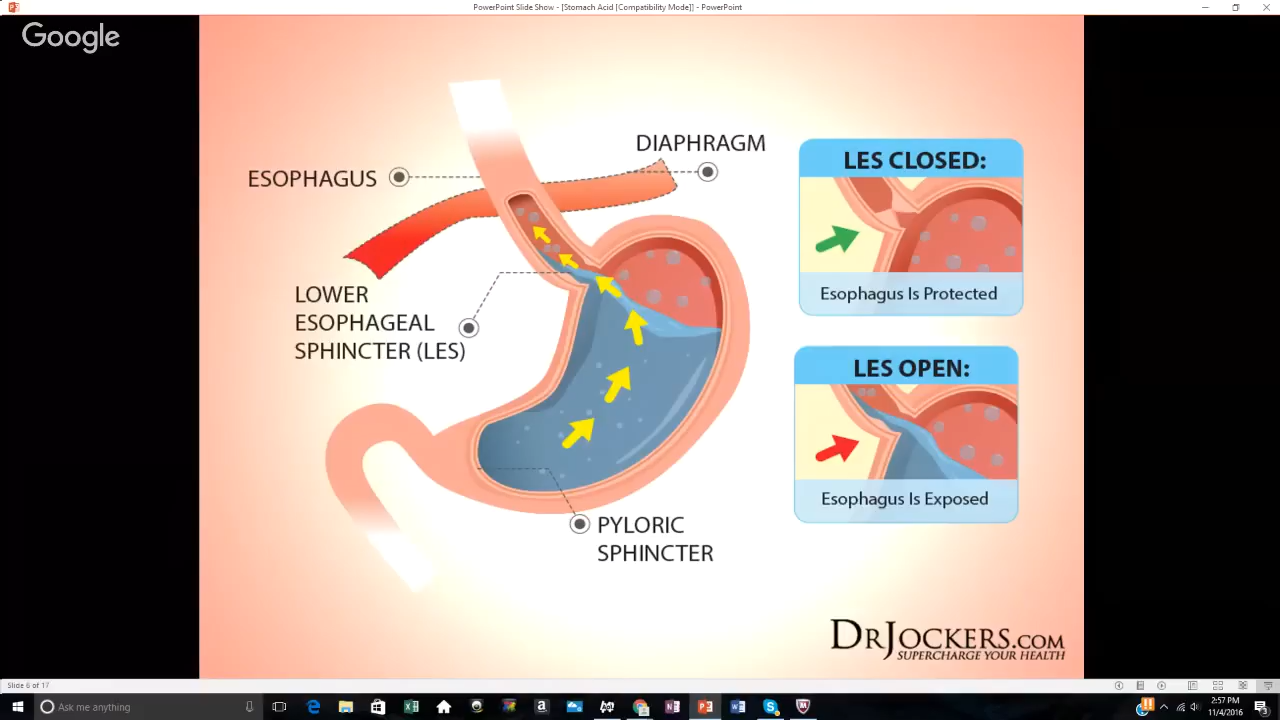 PowerPoint Slide Show - [Stomach Acid [Compatibility Mode]] - PowerPoint
Google
DIAPHRAGM
ESOPHAGUS
LOWER
ESOPHAGEAL
SPHINCTER (LES)
PYLORIC
SPHINCTER
LES CLOSED:
Esophagus Is Protected
LES OPEN:
Esophagus Is Exposed
DRJOCKERS.COM
SUPERCHARGE YOUR HEALTH
Slide 6 of 17
Ask me anything
2:57 PM
11/4/2016